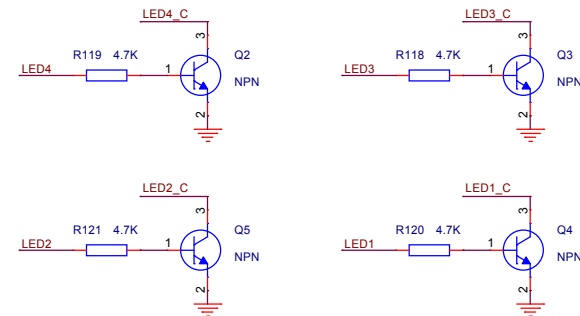 LED4_C
3
R119 4.7K
Q2
LED4
1
NPN
2
LED3_C
3
R118 4.7K
Q3
LED3
1
NPN
2
LED2_C
3
R121 4.7K
Q5
LED2
1
NPN
2
LED1_C
3
R120 4.7K
Q4
LED1
1
NPN
2